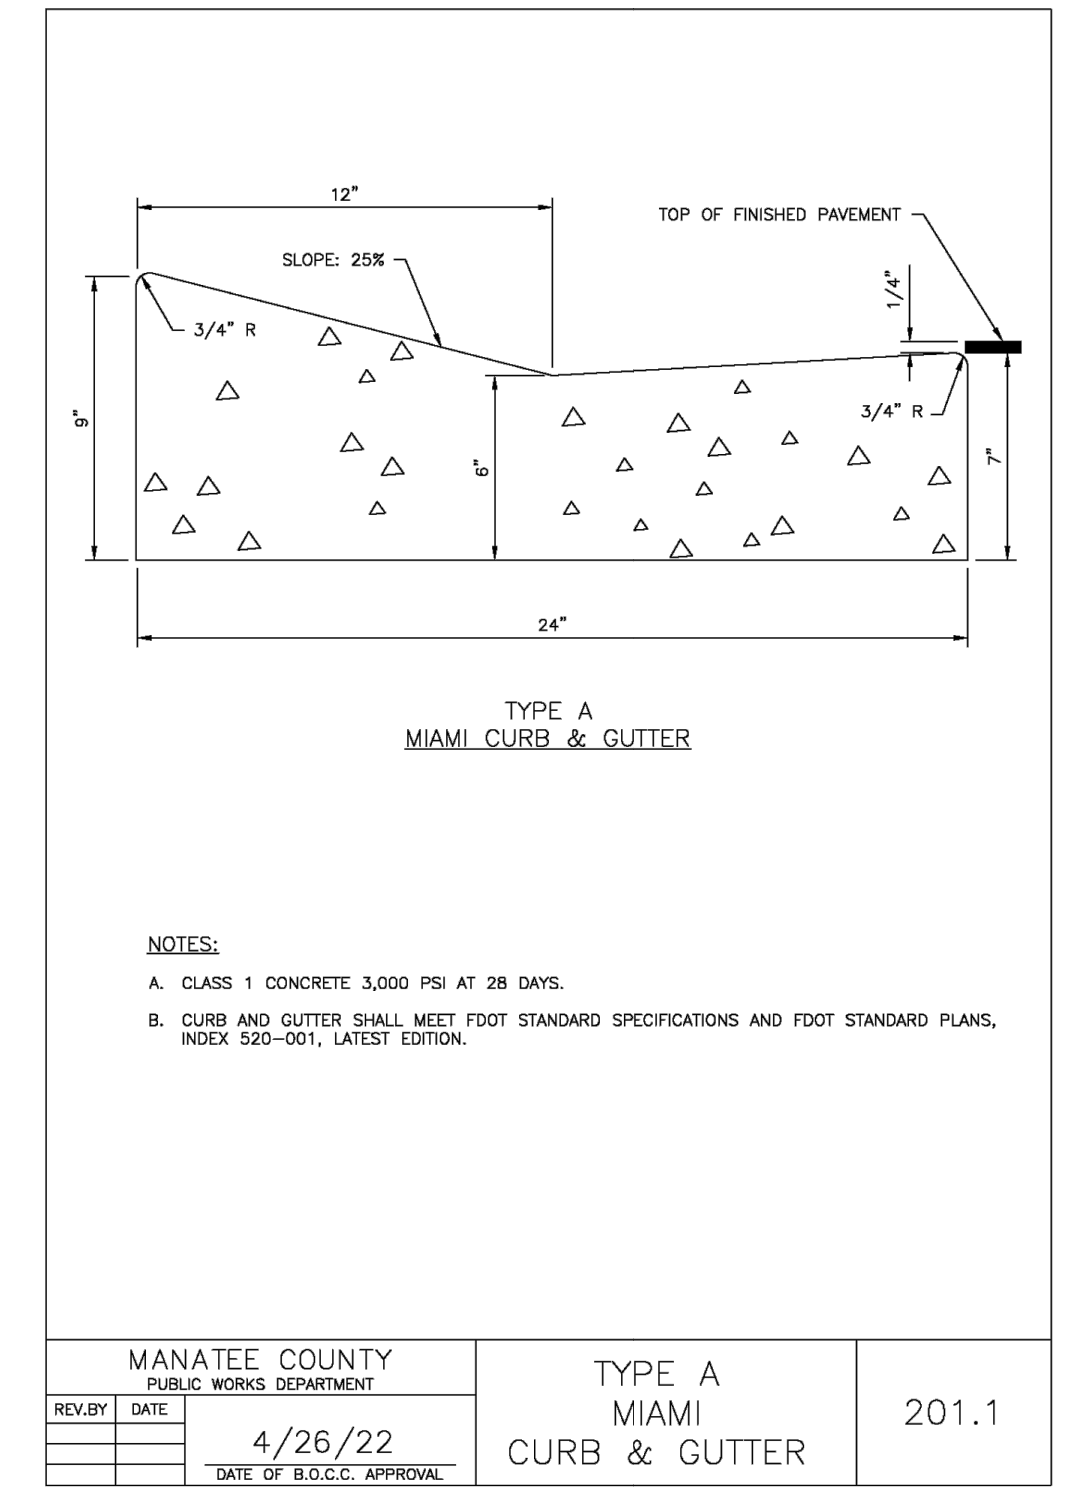 12"
TOP OF FINISHED PAVEMENT
SLOPE: 25%
1/4"
3/4" R
3/4" R
9"
6"
7"
24"
TYPE A
MIAMI CURB & GUTTER
NOTES:
A. CLASS 1 CONCRETE 3,000 PSI AT 28 DAYS.
B. CURB AND GUTTER SHALL MEET FDOT STANDARD SPECIFICATIONS AND FDOT STANDARD PLANS,
INDEX 520-001, LATEST EDITION.
MANATEE COUNTY
PUBLIC WORKS DEPARTMENT
REV.BY DATE
4/26/22
DATE OF B.O.C.C. APPROVAL
TYPE A
MIAMI
CURB & GUTTER
201.1